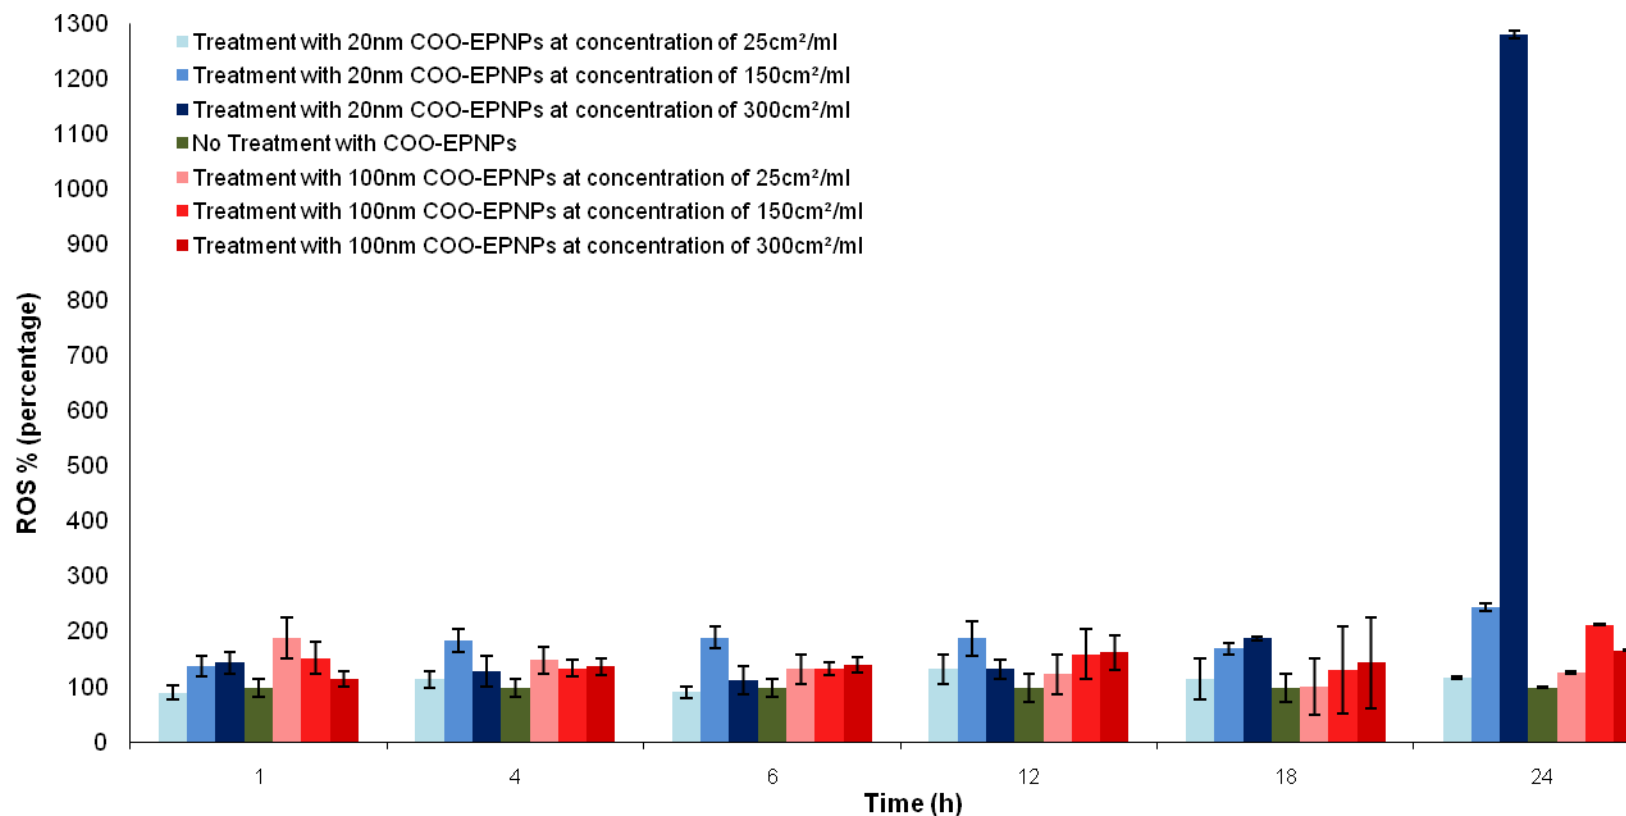 1300
1200
1100
1000
900
800
700
600
500
400
300
200
100
0
ROS % (percentage)
Treatment with 20nm COO-EPNPs at concentration of 25cm²/ml
Treatment with 20nm COO-EPNPs at concentration of 150cm²/ml
Treatment with 20nm COO-EPNPs at concentration of 300cm²/ml
No Treatment with COO-EPNPs
Treatment with 100nm COO-EPNPs at concentration of 25cm²/ml
Treatment with 100nm COO-EPNPs at concentration of 150cm²/ml
Treatment with 100nm COO-EPNPs at concentration of 300cm²/ml
1 4 6 12 18 24
Time (h)